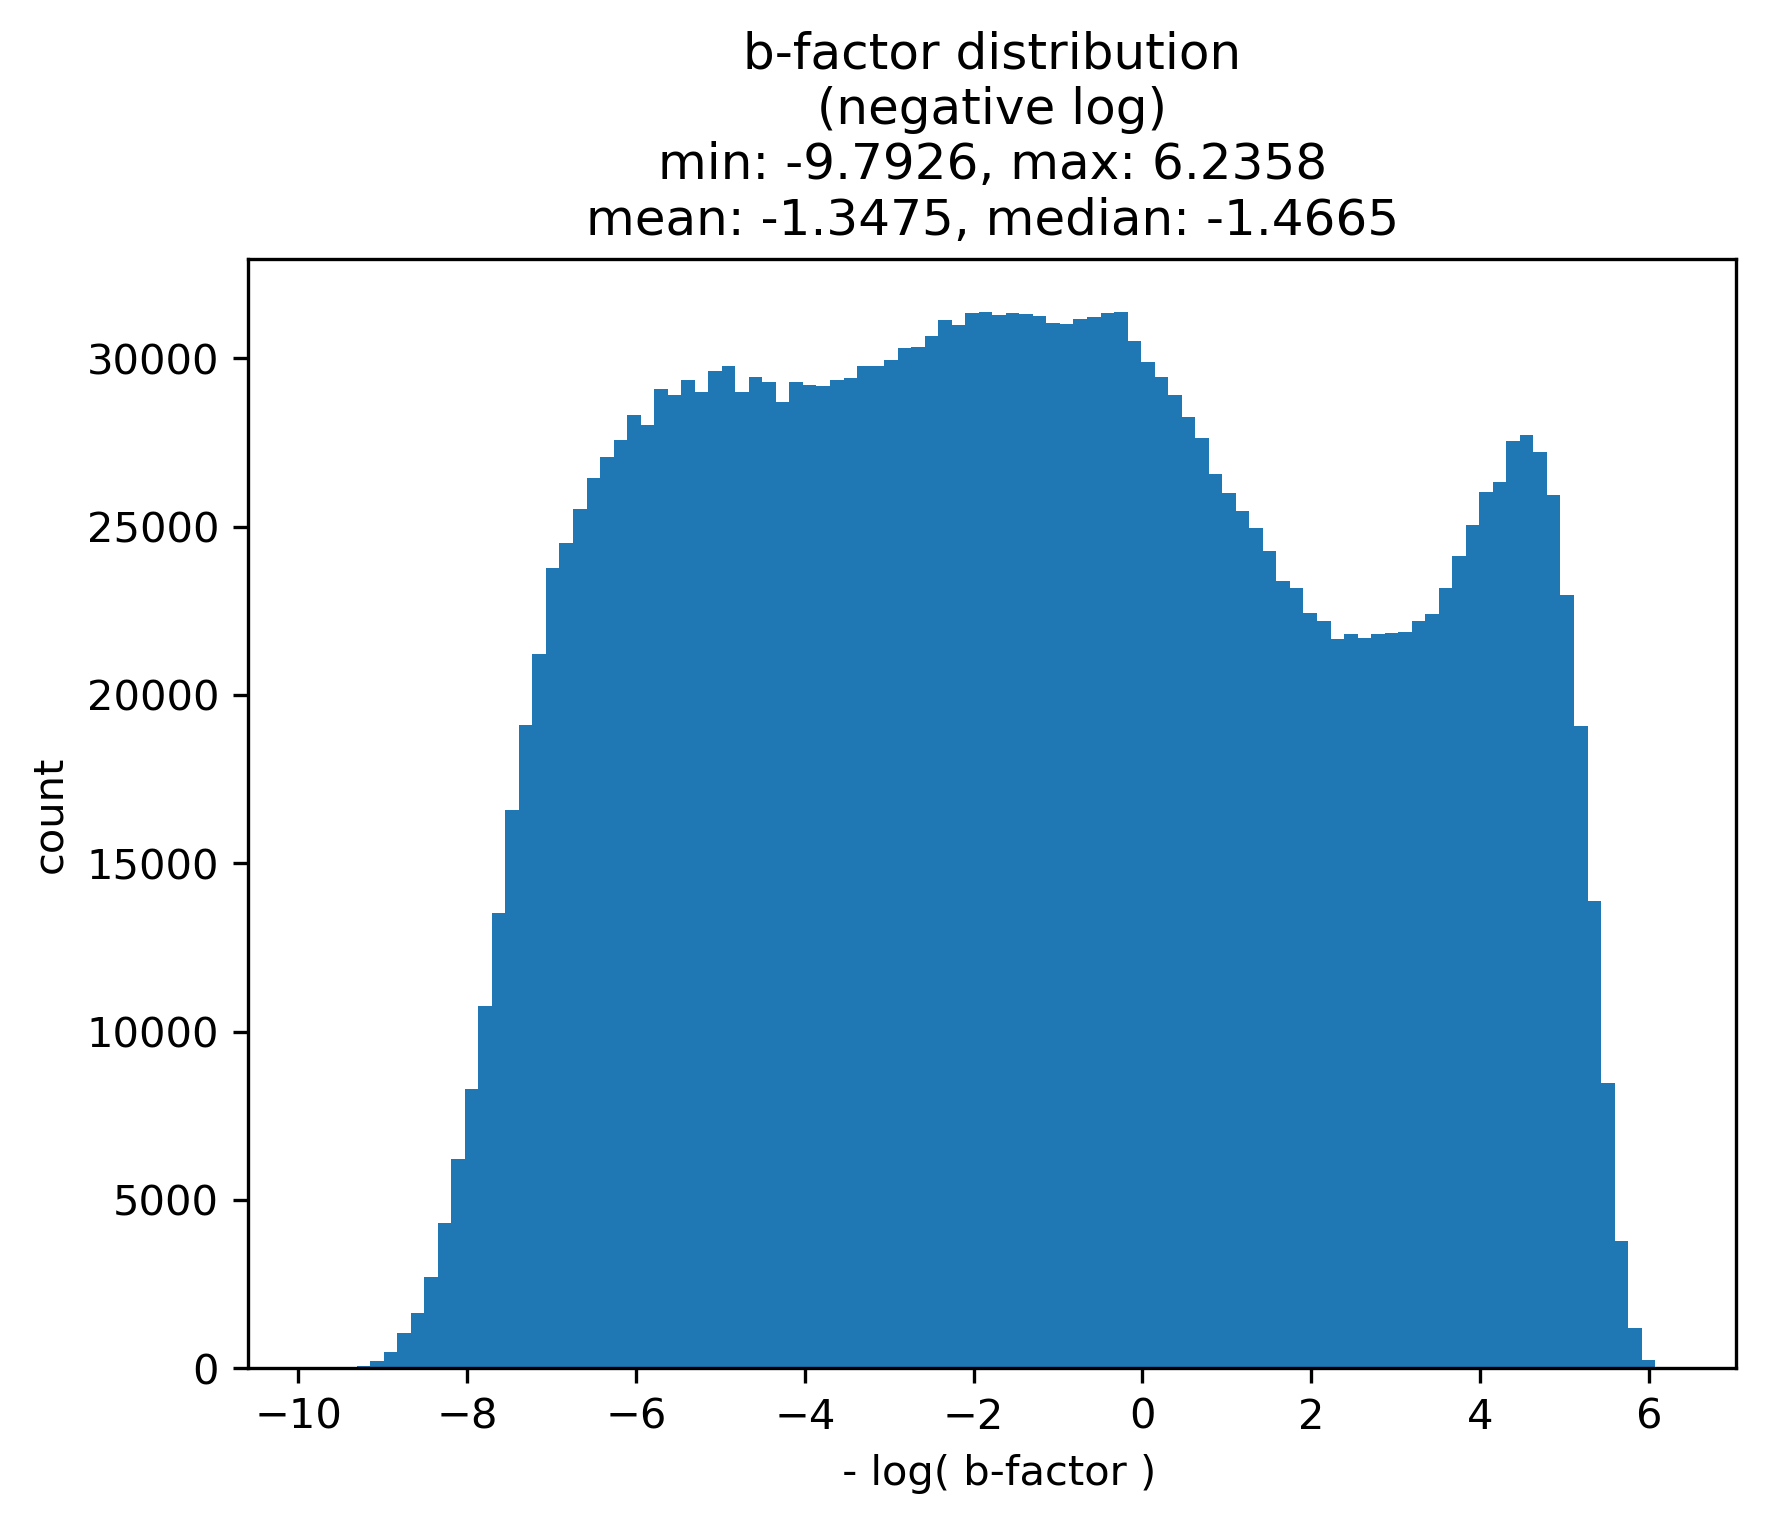 b-factor distribution
(negative log)
min: -9.7926, max: 6.2358
mean: -1.3475, median: -1.4665
30000
25000
20000
15000
10000
5000
0
count
−10 −8 −6 −4 −2 0 2 4 6
- log( b-factor )